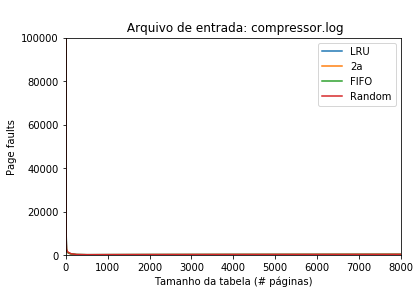 Arquivo de entrada: compressor.log
100000
80000
60000
40000
20000
0
Page faults
LRU
2a
FIFO
Random
0 1000 2000 3000 4000 5000 6000 7000 8000
Tamanho da tabela (# páginas)